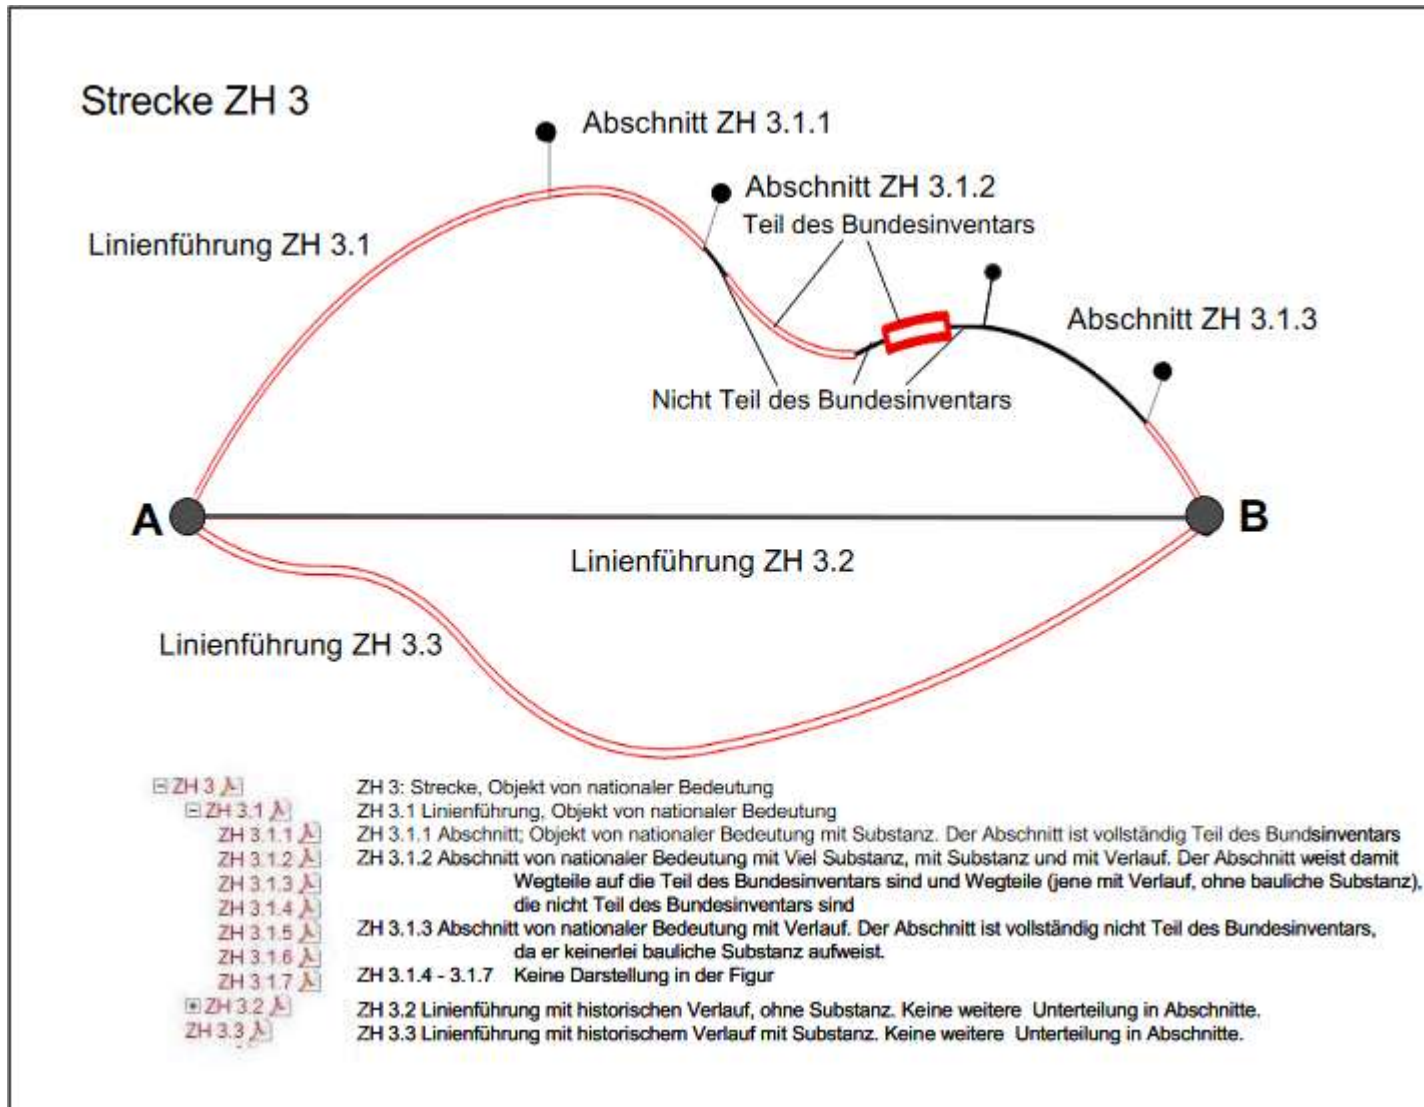 Strecke ZH 3
Abschnitt ZH 3.1.1
Abschnitt ZH 3.1.2
Teil des Bundesinventars
Linienführung ZH 3.1
Abschnitt ZH 3.1.3
Nicht Teil des Bundesinventars
A
B
Linienführung ZH 3.2
Linienführung ZH 3.3
ZH 3 ZH 3: Strecke, Objekt von nationaler Bedeutung
ZH 3.1 ZH 3.1 Linienführung, Objekt von nationaler Bedeutung
ZH 3.1.1 ZH 3.1.1 Abschnitt; Objekt von nationaler Bedeutung mit Substanz. Der Abschnitt ist vollständig Teil des Bundsinventars
ZH 3.1.2 ZH 3.1.2 Abschnitt von nationaler Bedeutung mit Viel Substanz, mit Substanz und mit Verlauf. Der Abschnitt weist damit
ZH 3.1.3 Wegteile auf die Teil des Bundesinventars sind und Wegteile (jene mit Verlauf, ohne bauliche Substanz),
ZH 3.1.4 die nicht Teil des Bundesinventars sind
ZH 3.1.5 ZH 3.1.3 Abschnitt von nationaler Bedeutung mit Verlauf. Der Abschnitt ist vollständig nicht Teil des Bundesinventars,
ZH 3.1.6 da er keinerlei bauliche Substanz aufweist.
ZH 3.1.7 ZH 3.1.4 - 3.1.7 Keine Darstellung in der Figur
ZH 3.2 ZH 3.2 Linienführung mit historischen Verlauf, ohne Substanz. Keine weitere Unterteilung in Abschnitte.
ZH 3.3 ZH 3.3 Linienführung mit historischem Verlauf mit Substanz. Keine weitere Unterteilung in Abschnitte.